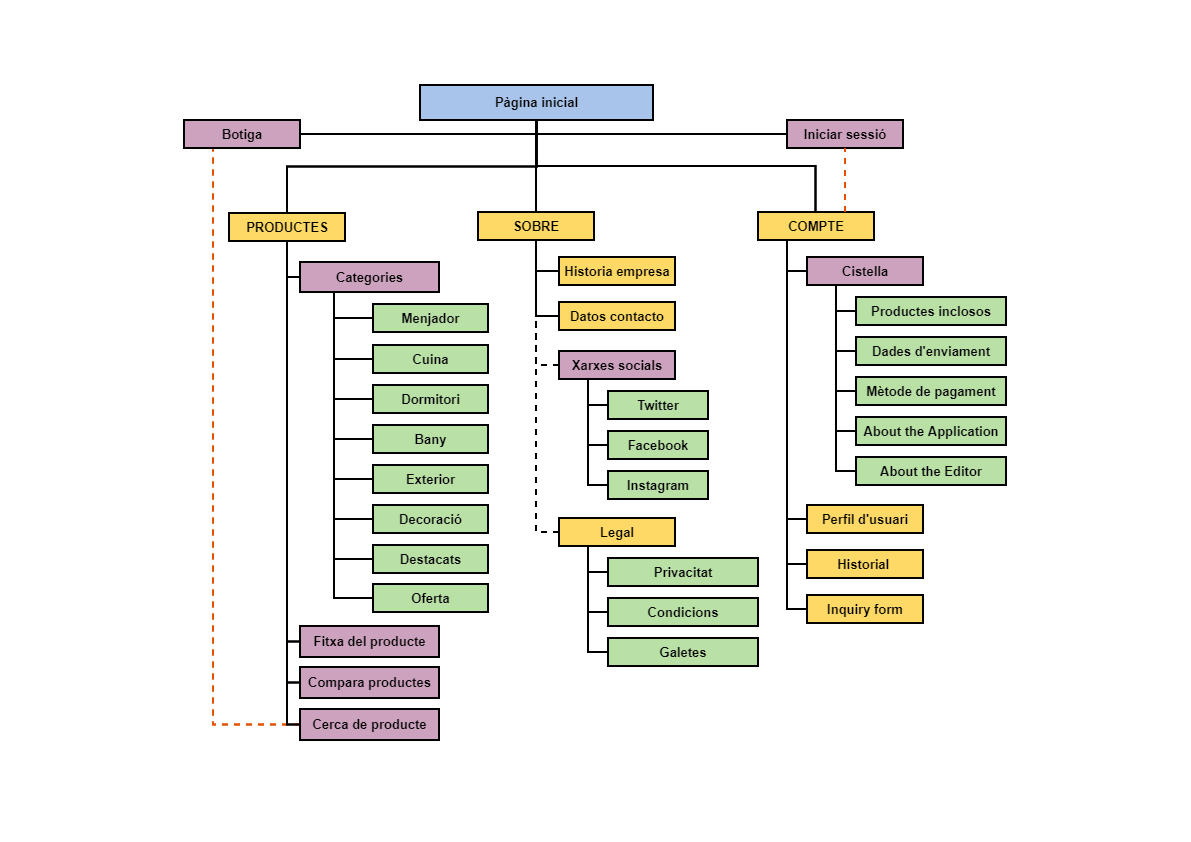 Pàgina inicial
Botiga
Iniciar sessió
PRODUCTES
Categories
Menjador
Cuina
Dormitori
Bany
Exterior
Decoració
Destacats
Oferta
Fitxa del producte
Compara productes
Cerca de producte
SOBRE
Historia empresa
Datos contacto
Xarxes socials
Twitter
Facebook
Instagram
Legal
Privacitat
Condicions
Galetes
COMPTE
Cistella
Productes inclosos
Dades d'enviament
Mètode de pagament
About the Application
About the Editor
Perfil d'usuari
Historial
Inquiry form